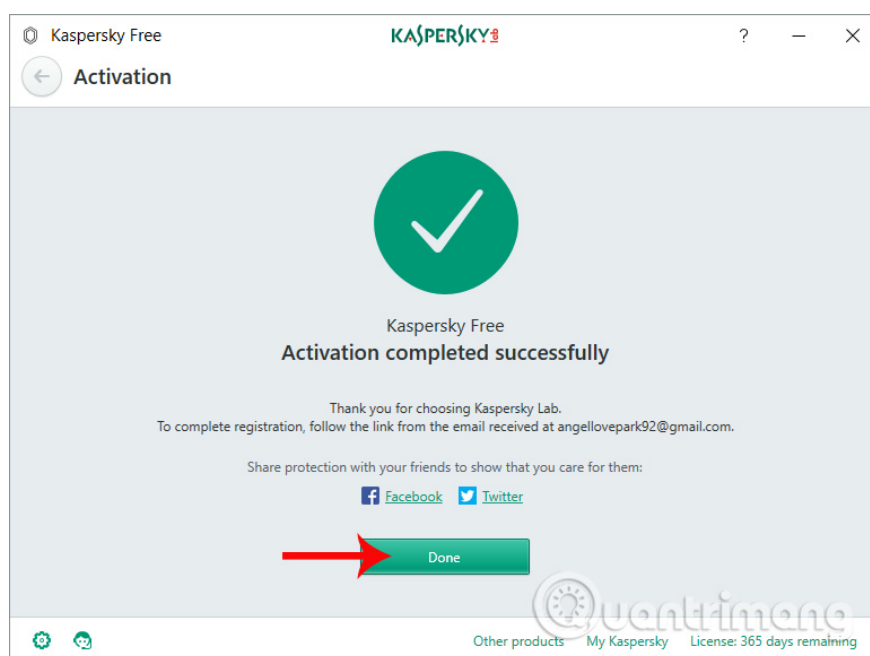 Kaspersky Free
KASPERSKY lab
?
Activation
Kaspersky Free
Activation completed successfully
Thank you for choosing Kaspersky Lab.
To complete registration, follow the link from the email received at angellovepark92@gmail.com.
Share protection with your friends to show that you care for them:
Facebook Twitter
Done
Quantrimang
Other products My Kaspersky License: 365 days remaining